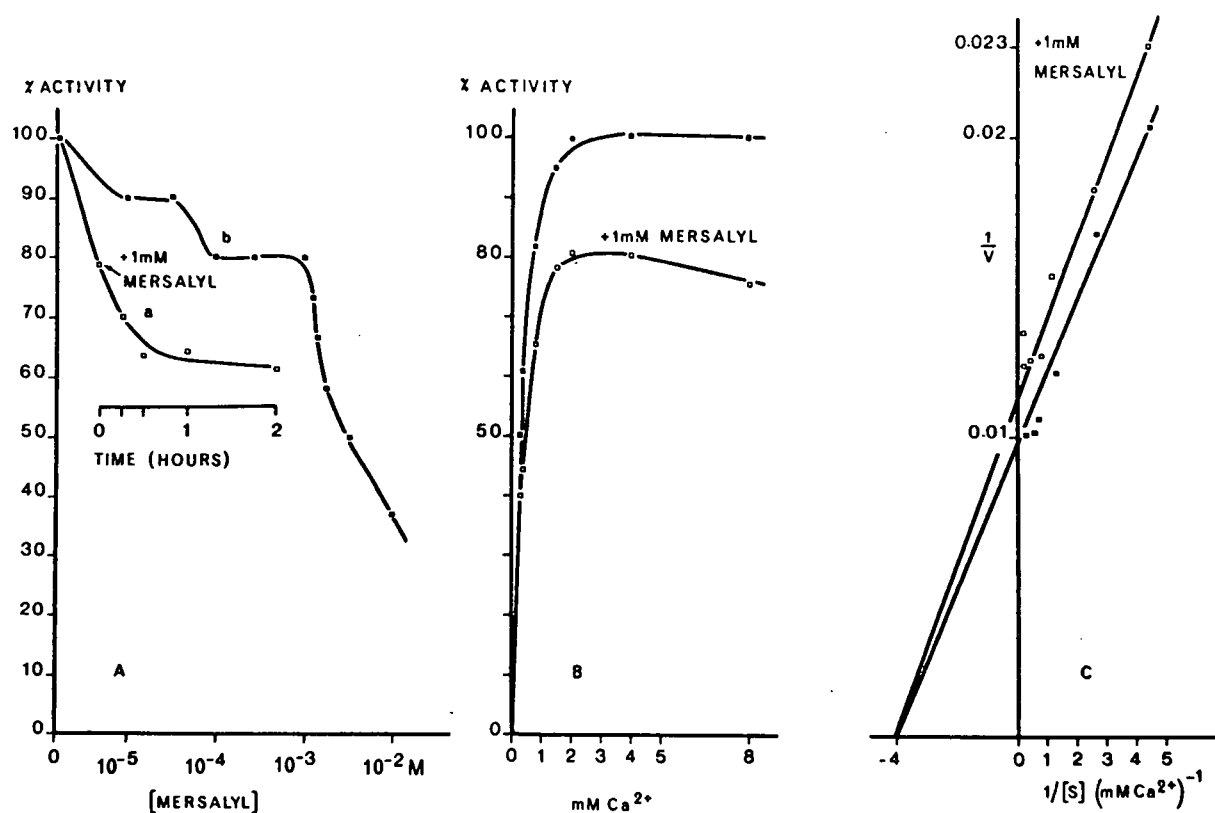 % ACTIVITY
100
90
80
70
60
50
40
30
20
10
0
b
+1mM
MERSALYL
a
0 1 2
TIME (HOURS)
A
0 10⁻⁵ 10⁻⁴ 10⁻³ 10⁻² M
[MERSALYL]
% ACTIVITY
100
80
50
0
+1mM MERSALYL
B
0 1 2 4 8
mM Ca²⁺
0.023
+1mM
MERSALYL
0.02
1
V
0.01
C
-4 0 1 2 3 4 5
1/[S] (mM Ca²⁺)⁻¹